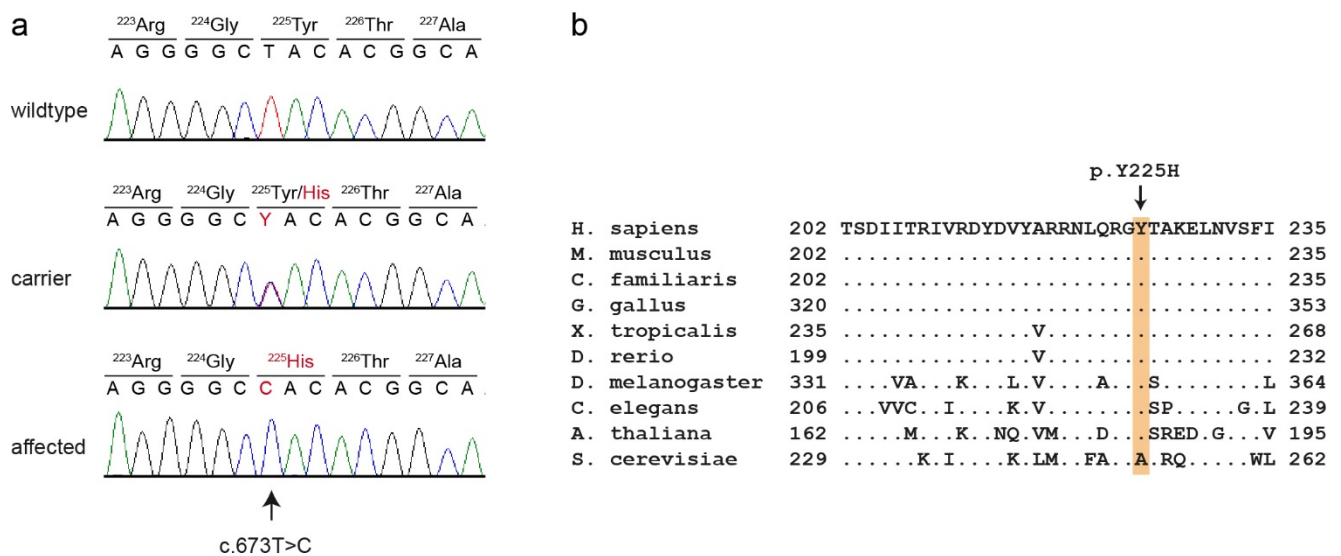 a
²²³Arg ²²⁴Gly ²²⁵Tyr ²²⁶Thr ²²⁷Ala
A G G G G C T A C A C G G C A
wildtype
²²³Arg ²²⁴Gly ²²⁵Tyr/His ²²⁶Thr ²²⁷Ala
A G G G G C Y A C A C G G C A
carrier
²²³Arg ²²⁴Gly ²²⁵His ²²⁶Thr ²²⁷Ala
A G G G G C C A C A C G G C A
affected
c.673T>C
b
p.Y225H
H. sapiens 202 TSDIITRIVRDYDVYARRNLQRGYTAKELNVSFI 235
M. musculus 202 .................................. 235
C. familiaris 202 .................................. 235
G. gallus 320 .................................. 353
X. tropicalis 235 ...............V.................. 268
D. rerio 199 ...............V.................. 232
D. melanogaster 331 ....VA...K...L.V....A...S........L 364
C. elegans 206 ...VVC..I....K.V........SP.....G.L 239
A. thaliana 162 .....M...K..NQ.VM...D...SRED.G...V 195
S. cerevisiae 229 ......K.I....K.LM..FA..A.RQ.....WL 262